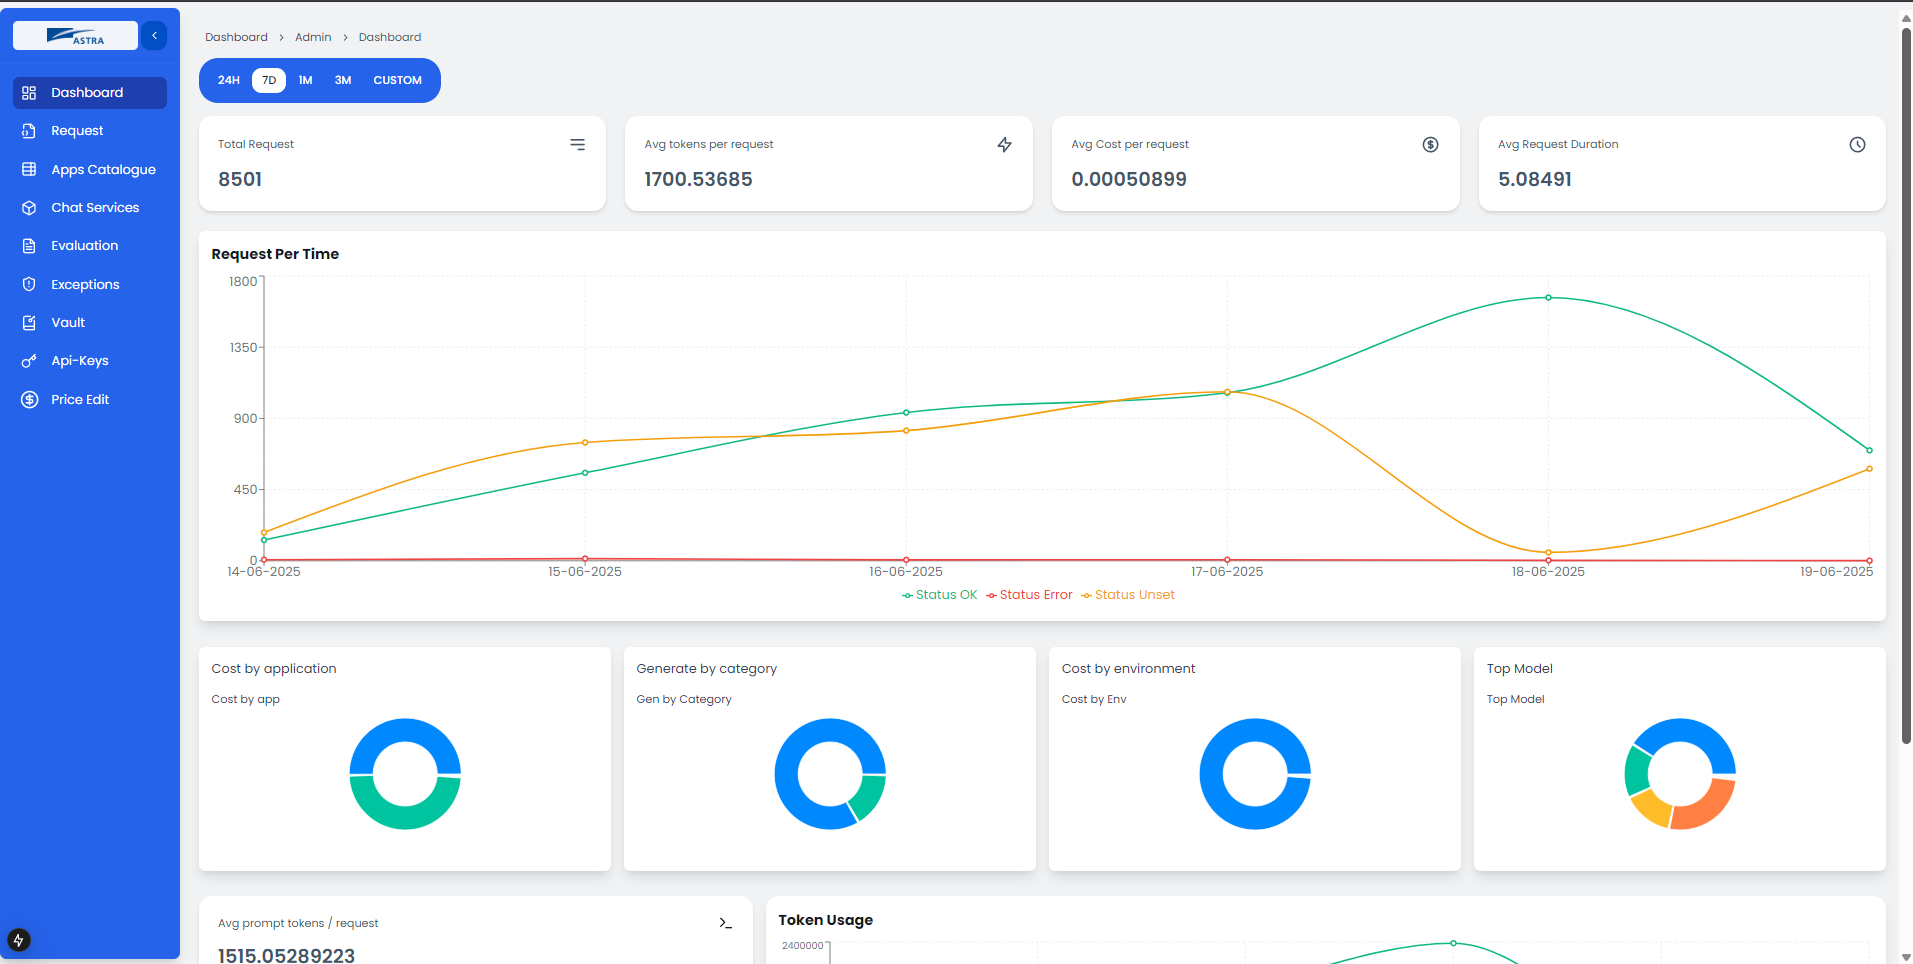 ASTRA
Dashboard
Request
Apps Catalogue
Chat Services
Evaluation
Exceptions
Vault
Api-Keys
Price Edit
Dashboard > Admin > Dashboard
24H 7D 1M 3M CUSTOM
Total Request
8501
Avg tokens per request
1700.53685
Avg Cost per request
0.00050899
Avg Request Duration
5.08491
Request Per Time
1800
1350
900
450
0
14-06-2025 15-06-2025 16-06-2025 17-06-2025 18-06-2025 19-06-2025
Status OK Status Error Status Unset
Cost by application
Cost by app
Generate by category
Gen by Category
Cost by environment
Cost by Env
Top Model
Top Model
Avg prompt tokens / request
1515.05289223
Token Usage
2400000